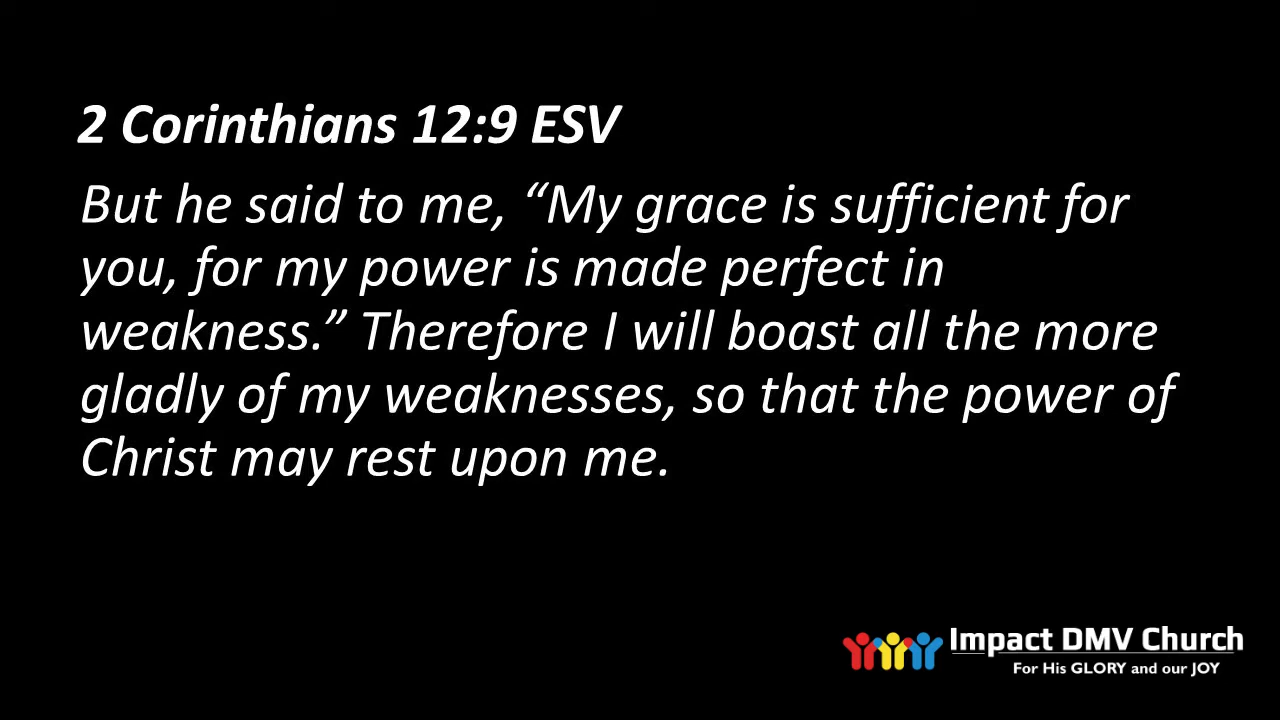 2 Corinthians 12:9 ESV
But he said to me, “My grace is sufficient for
you, for my power is made perfect in
weakness.” Therefore I will boast all the more
gladly of my weaknesses, so that the power of
Christ may rest upon me.
Impact DMV Church
For His GLORY and our JOY